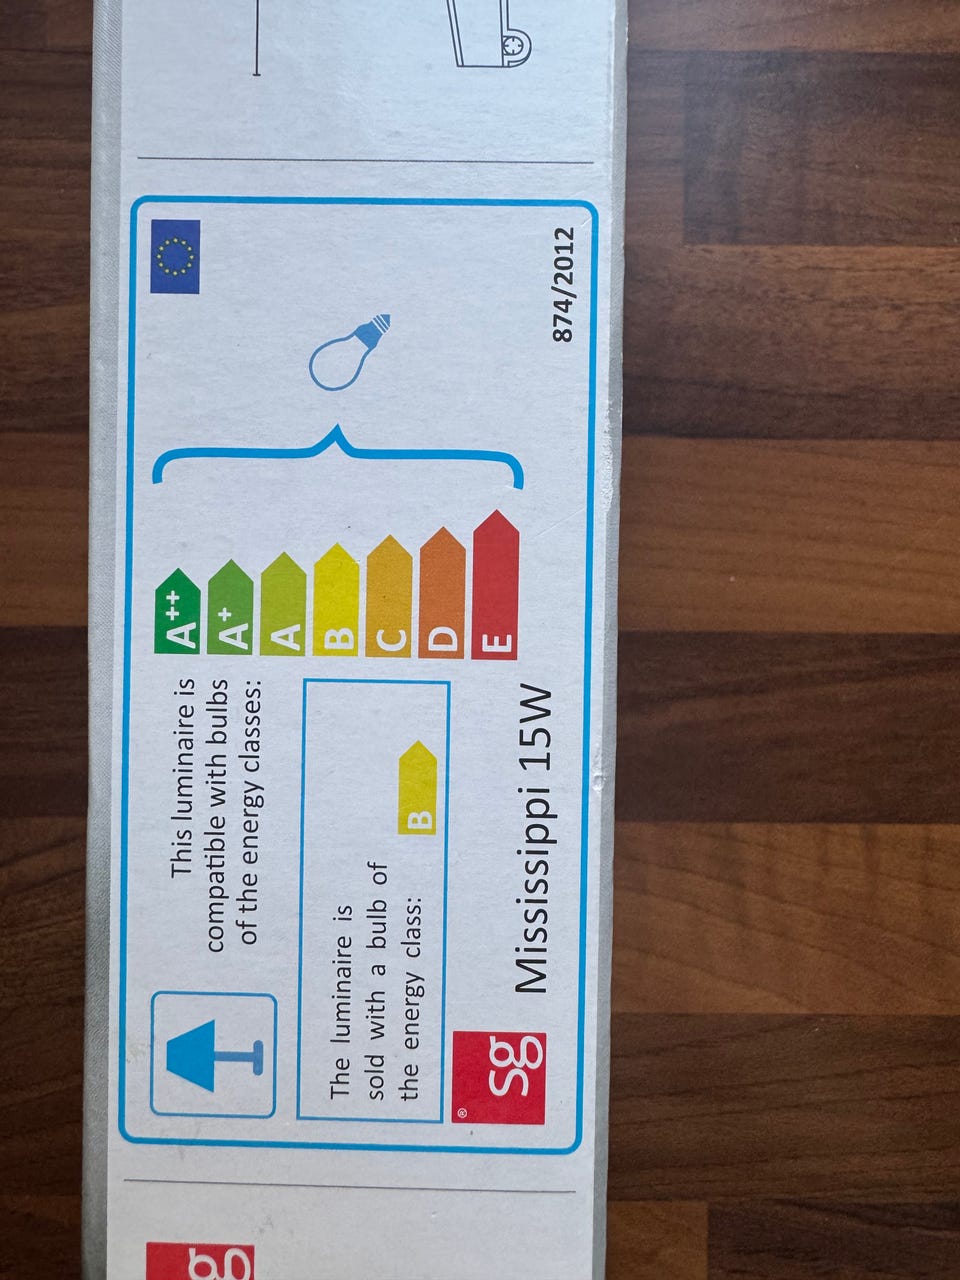 This luminaire is
compatible with bulbs
of the energy classes:
A++
A+
A
B
C
D
E
The luminaire is
sold with a bulb of
the energy class:
B
sg
®
Mississippi 15W
874/2012
sg